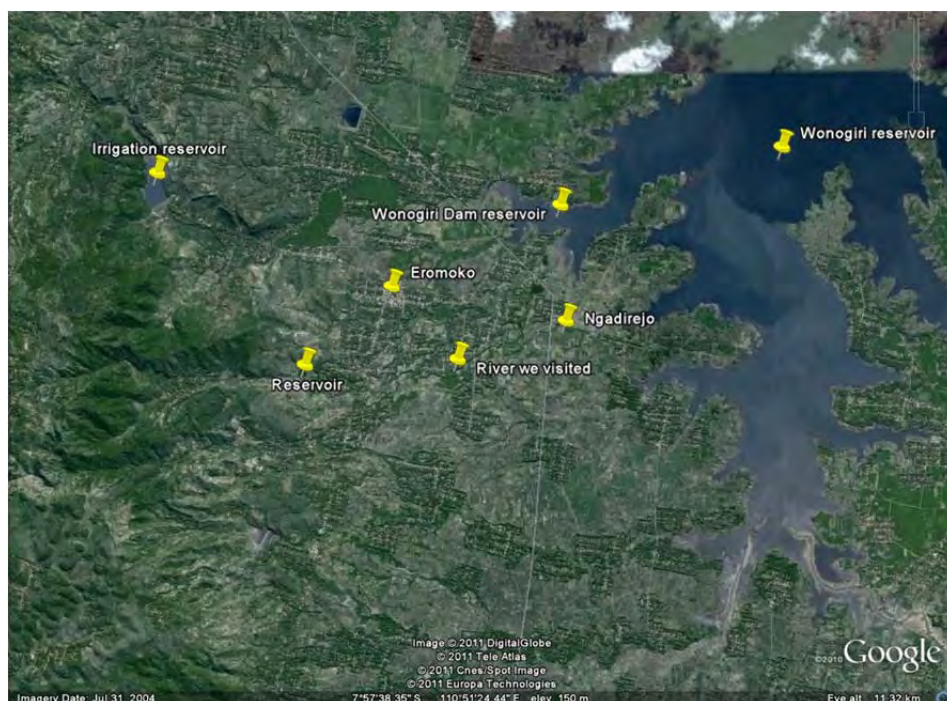 Wonogiri reservoir
Irrigation reservoir
Wonogiri Dam reservoir
Eromoko
Ngadirejo
River we visited
Reservoir
Image © 2011 DigitalGlobe
© 2011 Tele Atlas
© 2011 Cnes/Spot Image
© 2011 Europa Technologies
©2010 Google
Imagery Date: Jul 31, 2004 7°57'38.35" S 110°51'24.44" E elev 150 m Eye alt 11.32 km